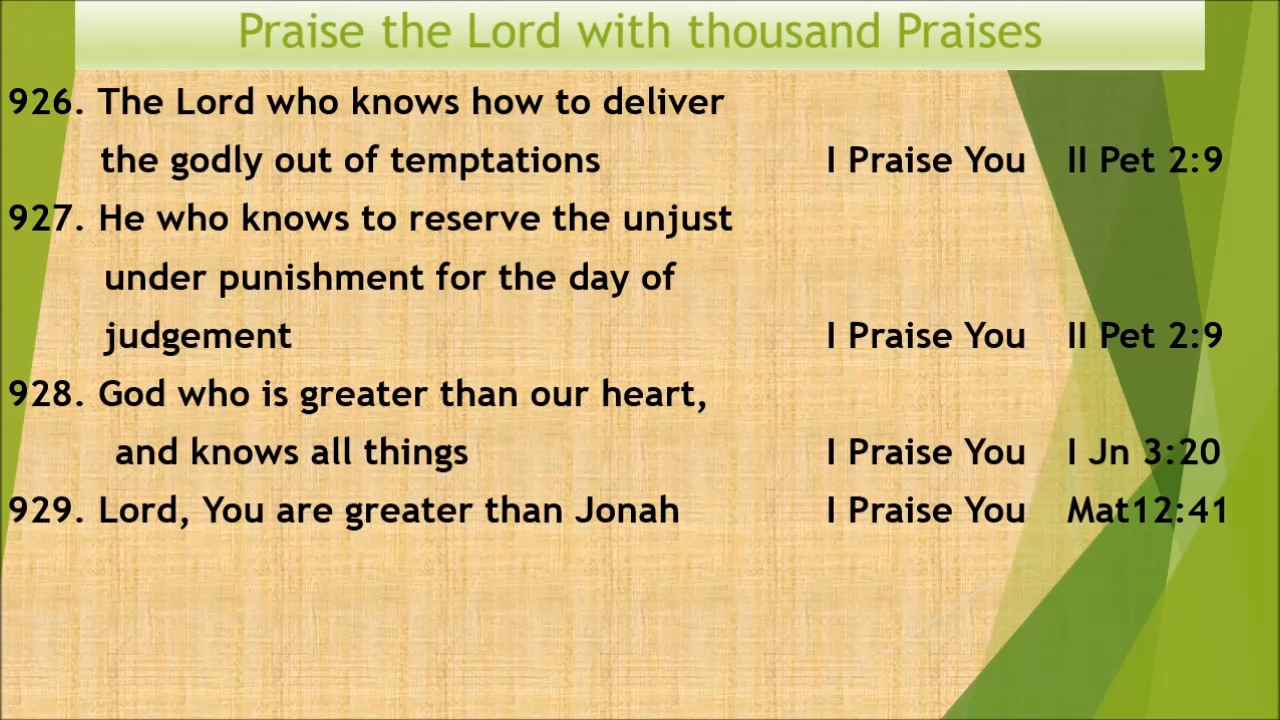 Praise the Lord with thousand Praises
926. The Lord who knows how to deliver
the godly out of temptations I Praise You II Pet 2:9
927. He who knows to reserve the unjust
under punishment for the day of
judgement I Praise You II Pet 2:9
928. God who is greater than our heart,
and knows all things I Praise You I Jn 3:20
929. Lord, You are greater than Jonah I Praise You Mat12:41